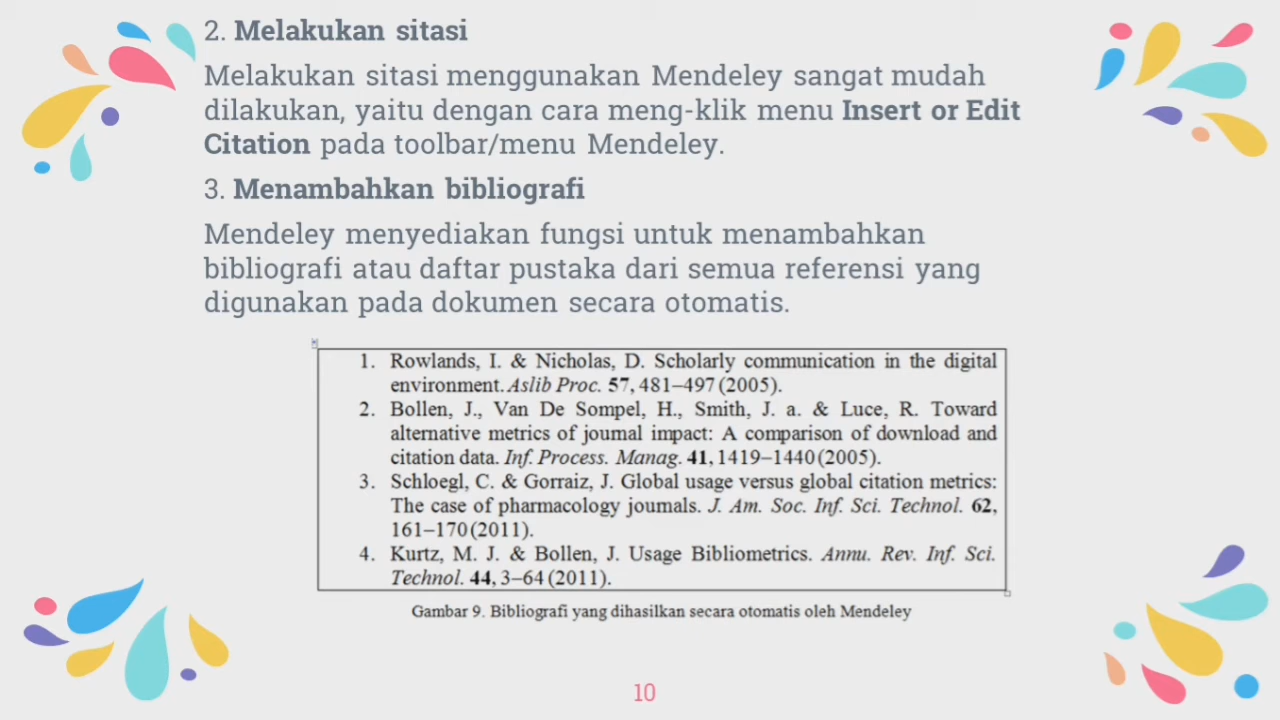 2. Melakukan sitasi
Melakukan sitasi menggunakan Mendeley sangat mudah
dilakukan, yaitu dengan cara meng-klik menu Insert or Edit
Citation pada toolbar/menu Mendeley.
3. Menambahkan bibliografi
Mendeley menyediakan fungsi untuk menambahkan
bibliografi atau daftar pustaka dari semua referensi yang
digunakan pada dokumen secara otomatis.
1. Rowlands, I. & Nicholas, D. Scholarly communication in the digital
environment. Aslib Proc. 57, 481–497 (2005).
2. Bollen, J., Van De Sompel, H., Smith, J. a. & Luce, R. Toward
alternative metrics of journal impact: A comparison of download and
citation data. Inf. Process. Manag. 41, 1419–1440 (2005).
3. Schloegl, C. & Gorraiz, J. Global usage versus global citation metrics:
The case of pharmacology journals. J. Am. Soc. Inf. Sci. Technol. 62,
161–170 (2011).
4. Kurtz, M. J. & Bollen, J. Usage Bibliometrics. Annu. Rev. Inf. Sci.
Technol. 44, 3–64 (2011).
Gambar 9. Bibliografi yang dihasilkan secara otomatis oleh Mendeley
10